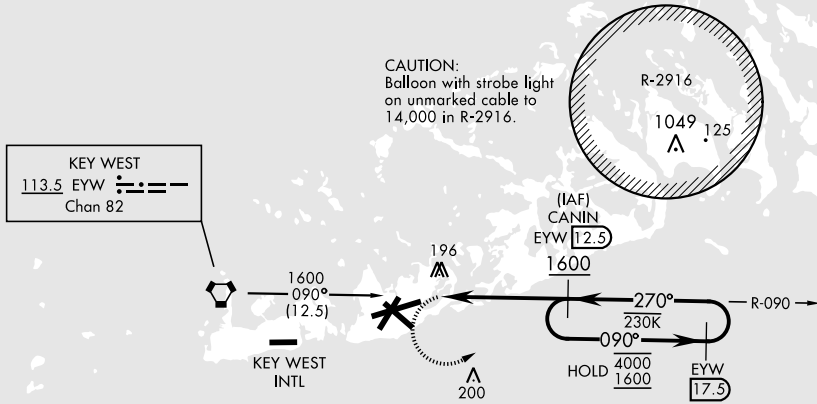 CAUTION:
Balloon with strobe light
on unmarked cable to
14,000 in R-2916.
R-2916
1049
125
KEY WEST
113.5 EYW
Chan 82
(IAF)
CANIN
EYW 12.5
1600
196
1600
090°
(12.5)
270°
230K
R-090
090°
HOLD 4000
1600
EYW
17.5
KEY WEST
INTL
200